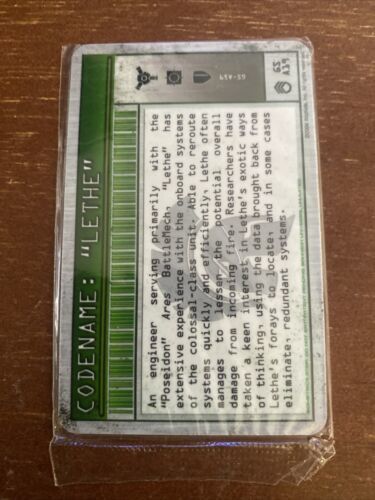 CODENAME: "LETHE"
An engineer serving primarily with the
"Poseidon" Ares BattleMech, "Lethe" has
extensive experience with the onboard systems
of the colossal-class unit. Able to reroute
systems quickly and efficiently, Lethe often
manages to lessen the potential overall
damage from incoming fire. Researchers have
taken a keen interest in Lethe's exotic ways
of thinking, using the data brought back from
Lethe's forays to locate, and in some cases
eliminate, redundant systems.